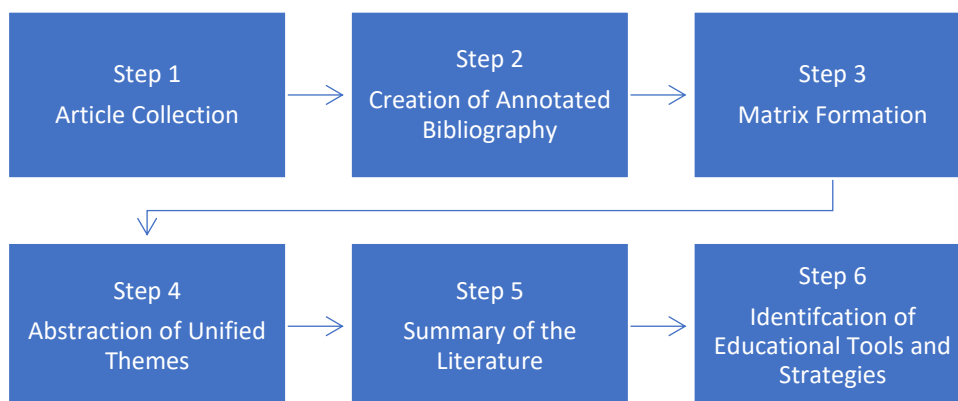 Step 1
Article Collection
Step 2
Creation of Annotated
Bibliography
Step 3
Matrix Formation
Step 4
Abstraction of Unified
Themes
Step 5
Summary of the
Literature
Step 6
Identifcation of
Educational Tools and
Strategies